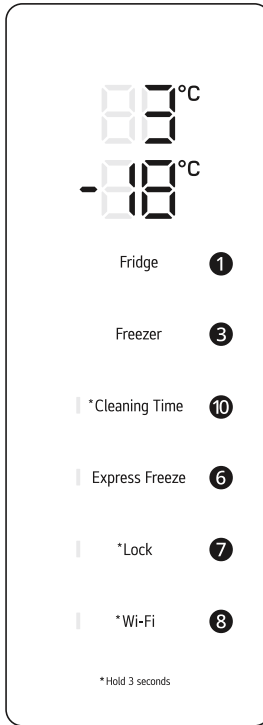 3 °C
-18 °C
Fridge 1
Freezer 3
*Cleaning Time 10
Express Freeze 6
*Lock 7
*Wi-Fi 8
*Hold 3 seconds